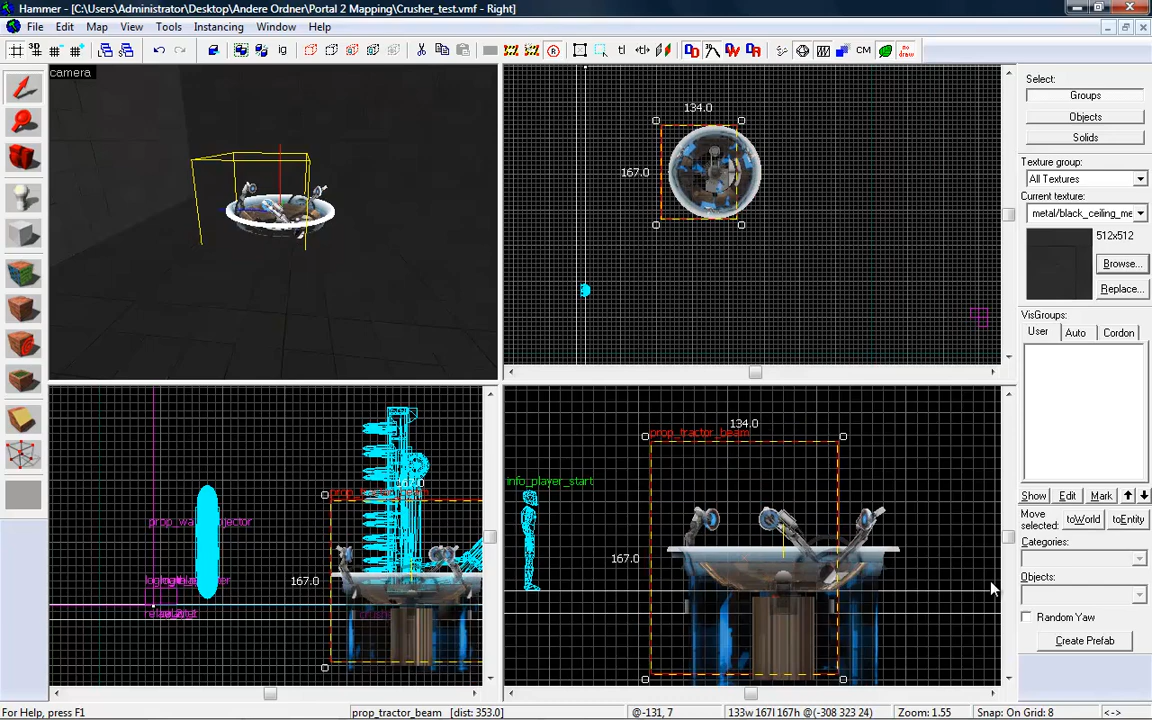 Hammer - [C:\Users\Administrator\Desktop\Andere Ordner\Portal 2 Mapping\Crusher_test.vmf - Right]
File Edit Map View Tools Instancing Window Help
camera
134.0
167.0
134.0
prop_tractor_beam
info_player_start
167.0
167.0
Select:
Groups
Objects
Solids
Texture group:
All Textures
Current texture:
metal/black_ceiling_me
512x512
Browse...
Replace...
VisGroups:
User Auto Cordon
Show Edit Mark
Move selected: toWorld toEntity
Categories:
Objects:
Random Yaw
Create Prefab
For Help, press F1
prop_tractor_beam [dist: 353.0]
@-131, 7
133w 167l 167h @(-308 323 24)
Zoom: 1.55
Snap: On Grid: 8
<->